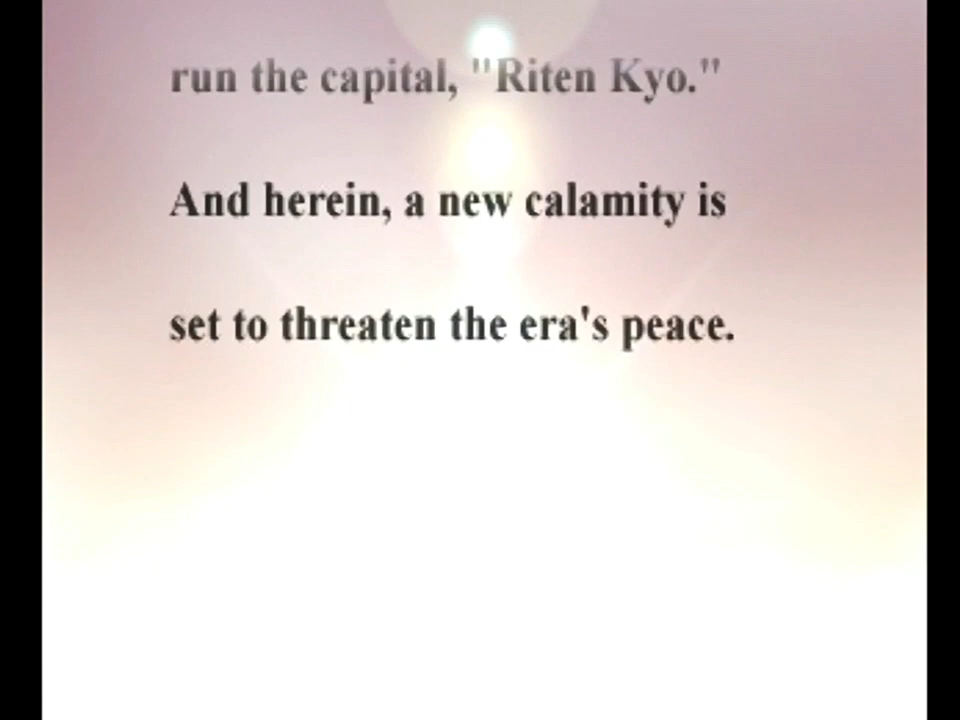 run the capital, "Riten Kyo."
And herein, a new calamity is
set to threaten the era's peace.